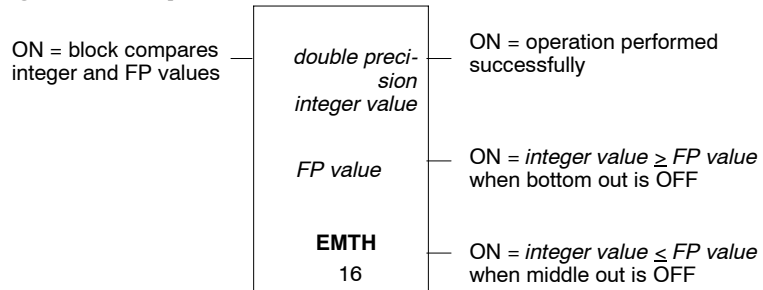 ON = block compares
integer and FP values
double preci-
sion
integer value
FP value
EMTH
16
ON = operation performed
successfully
ON = integer value ≥ FP value
when bottom out is OFF
ON = integer value ≤ FP value
when middle out is OFF